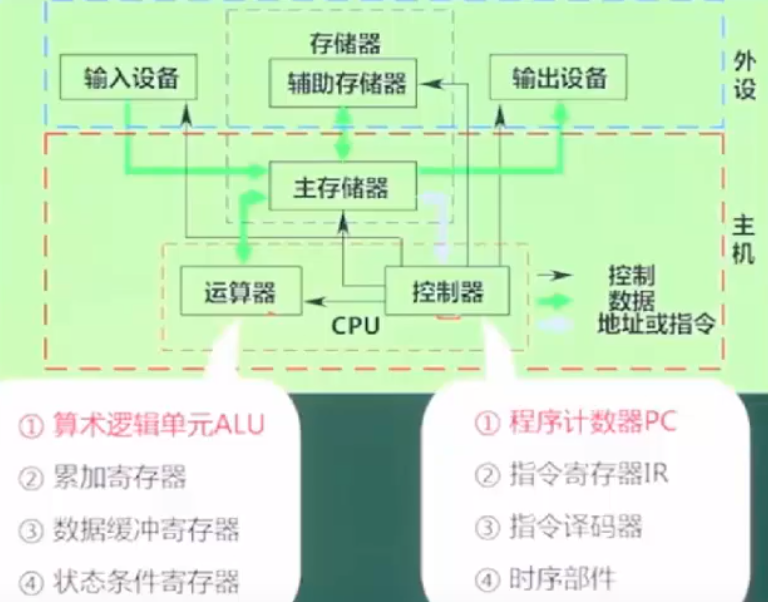 存储器
输入设备
辅助存储器
输出设备
外设
主存储器
主机
运算器
控制器
CPU
控制
数据
地址或指令
① 算术逻辑单元ALU
② 累加寄存器
③ 数据缓冲寄存器
④ 状态条件寄存器
① 程序计数器PC
② 指令寄存器IR
③ 指令译码器
④ 时序部件